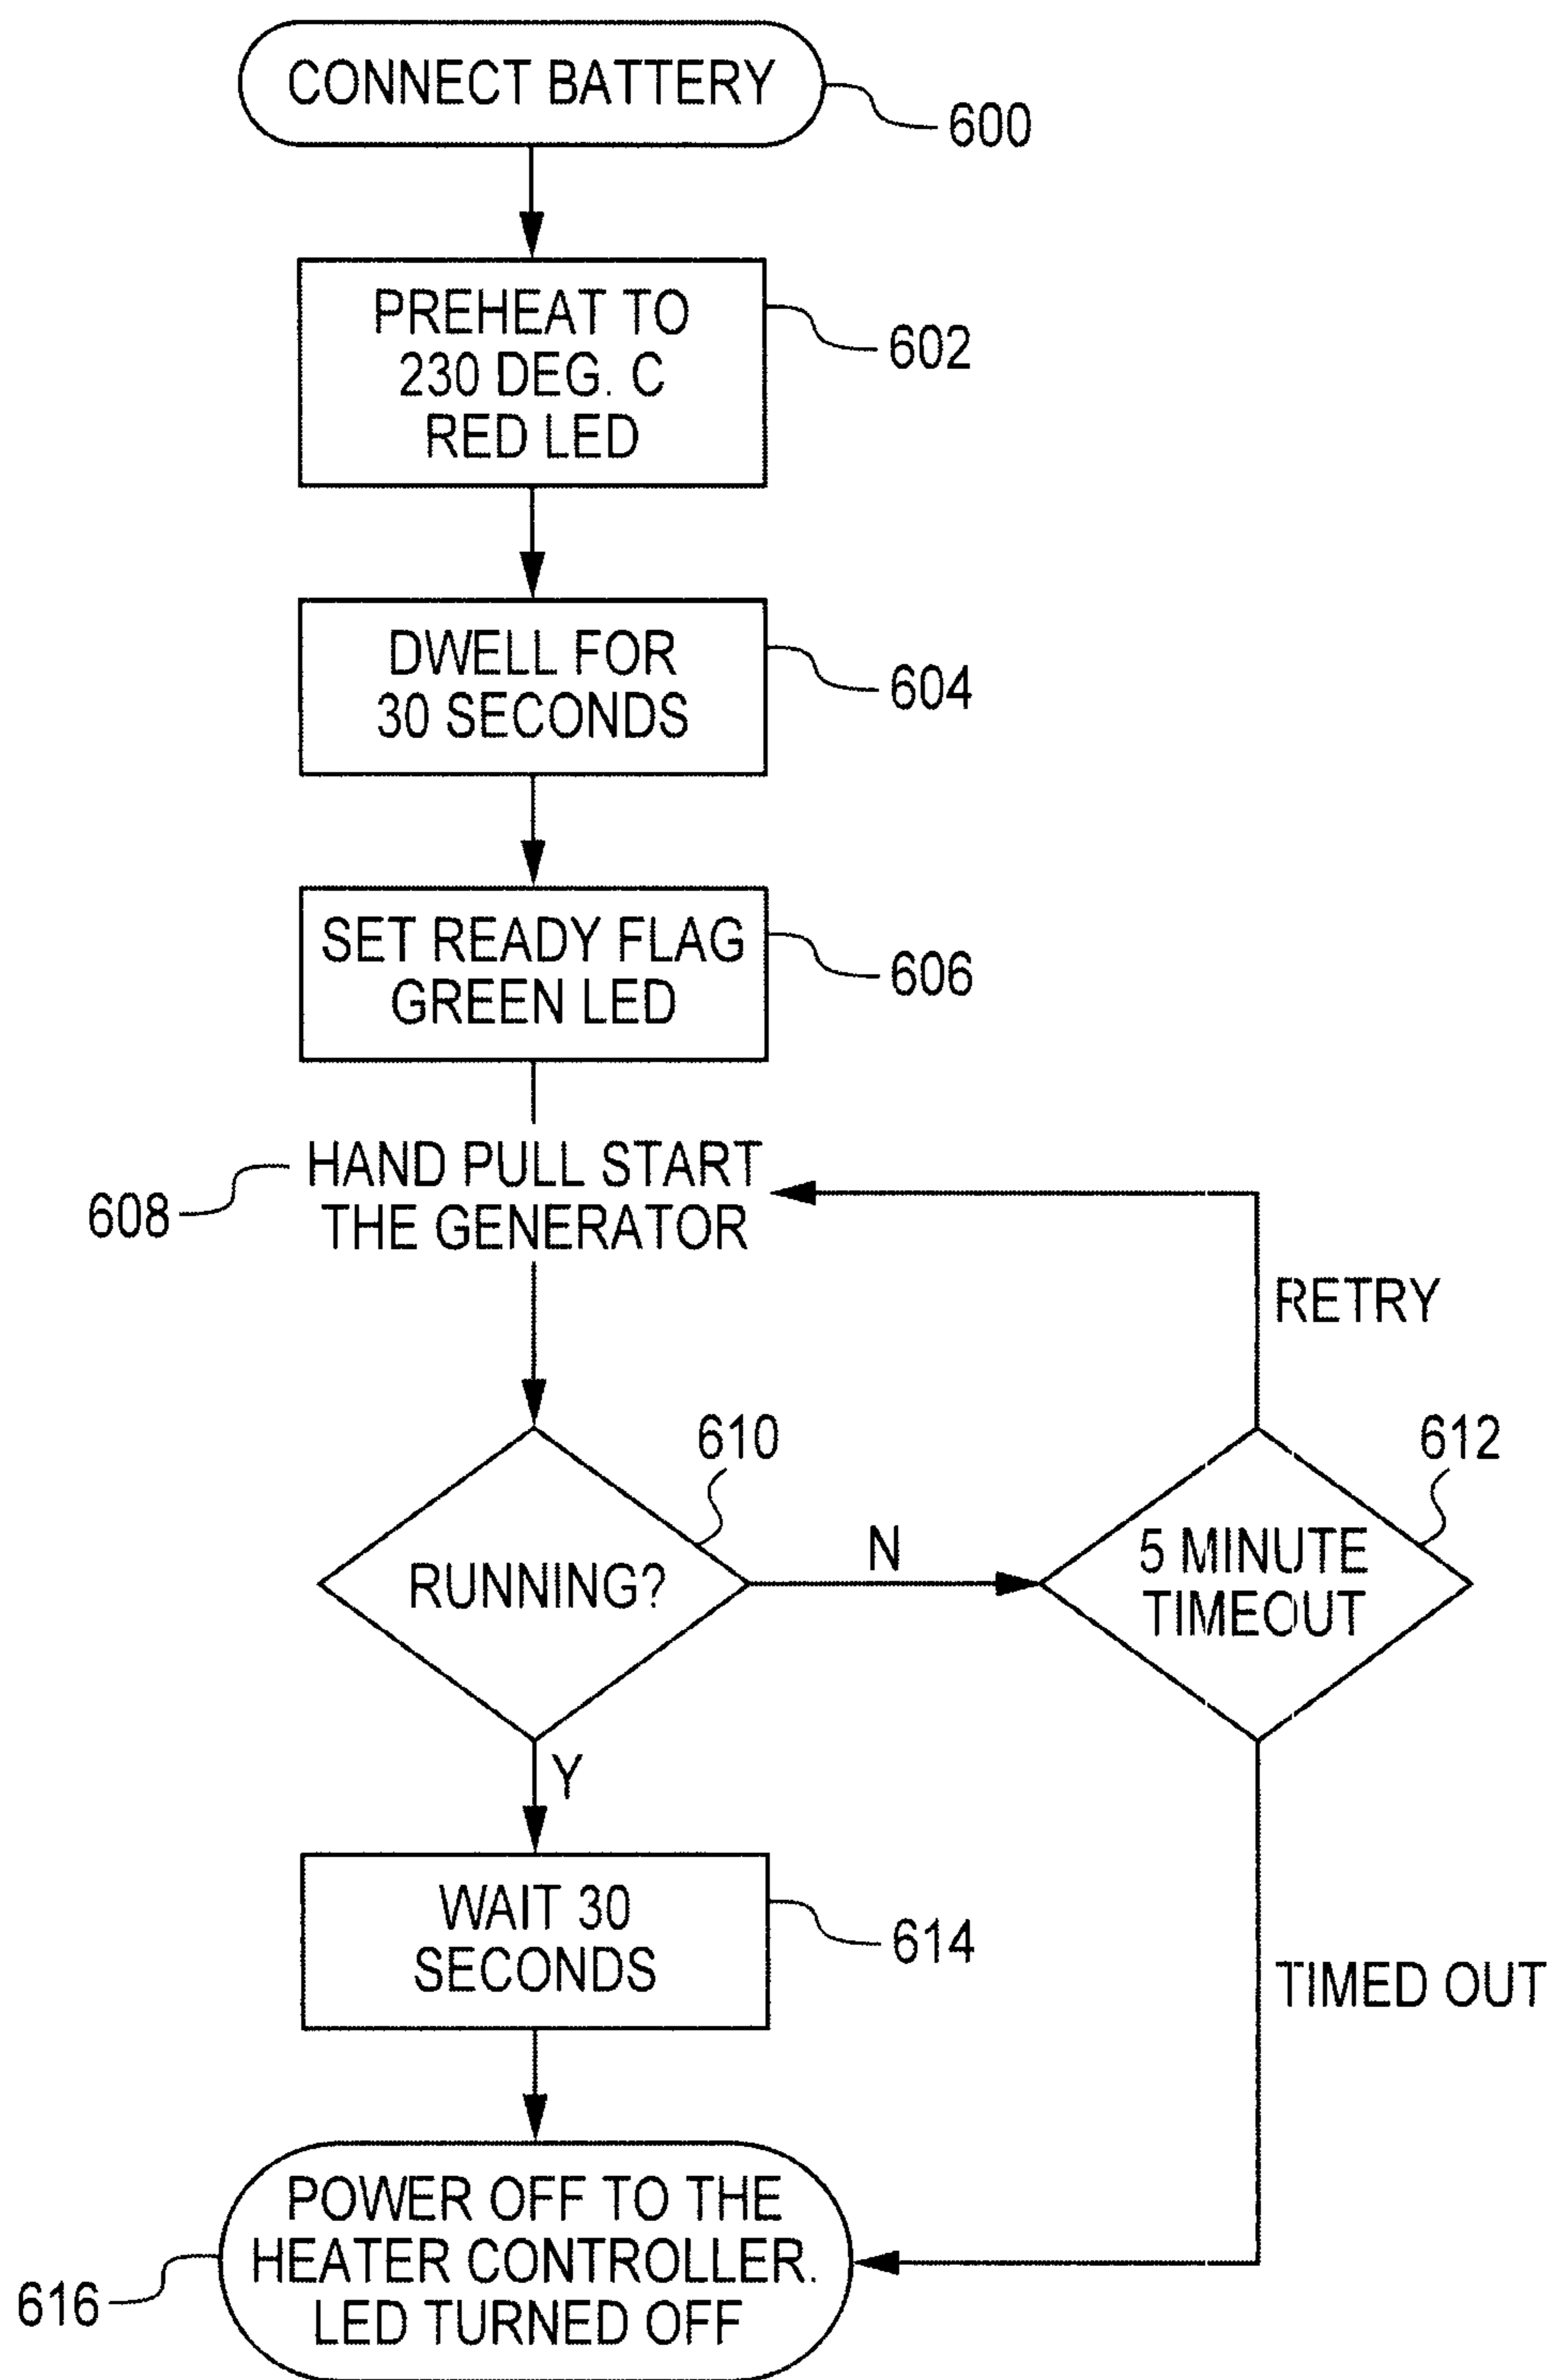 CONNECT BATTERY
600
PREHEAT TO
230 DEG. C
RED LED
602
DWELL FOR
30 SECONDS
604
SET READY FLAG
GREEN LED
606
HAND PULL START
THE GENERATOR
608
RETRY
610
612
RUNNING?
N
5 MINUTE
TIMEOUT
Y
WAIT 30
SECONDS
614
TIMED OUT
POWER OFF TO THE
HEATER CONTROLLER.
LED TURNED OFF
616